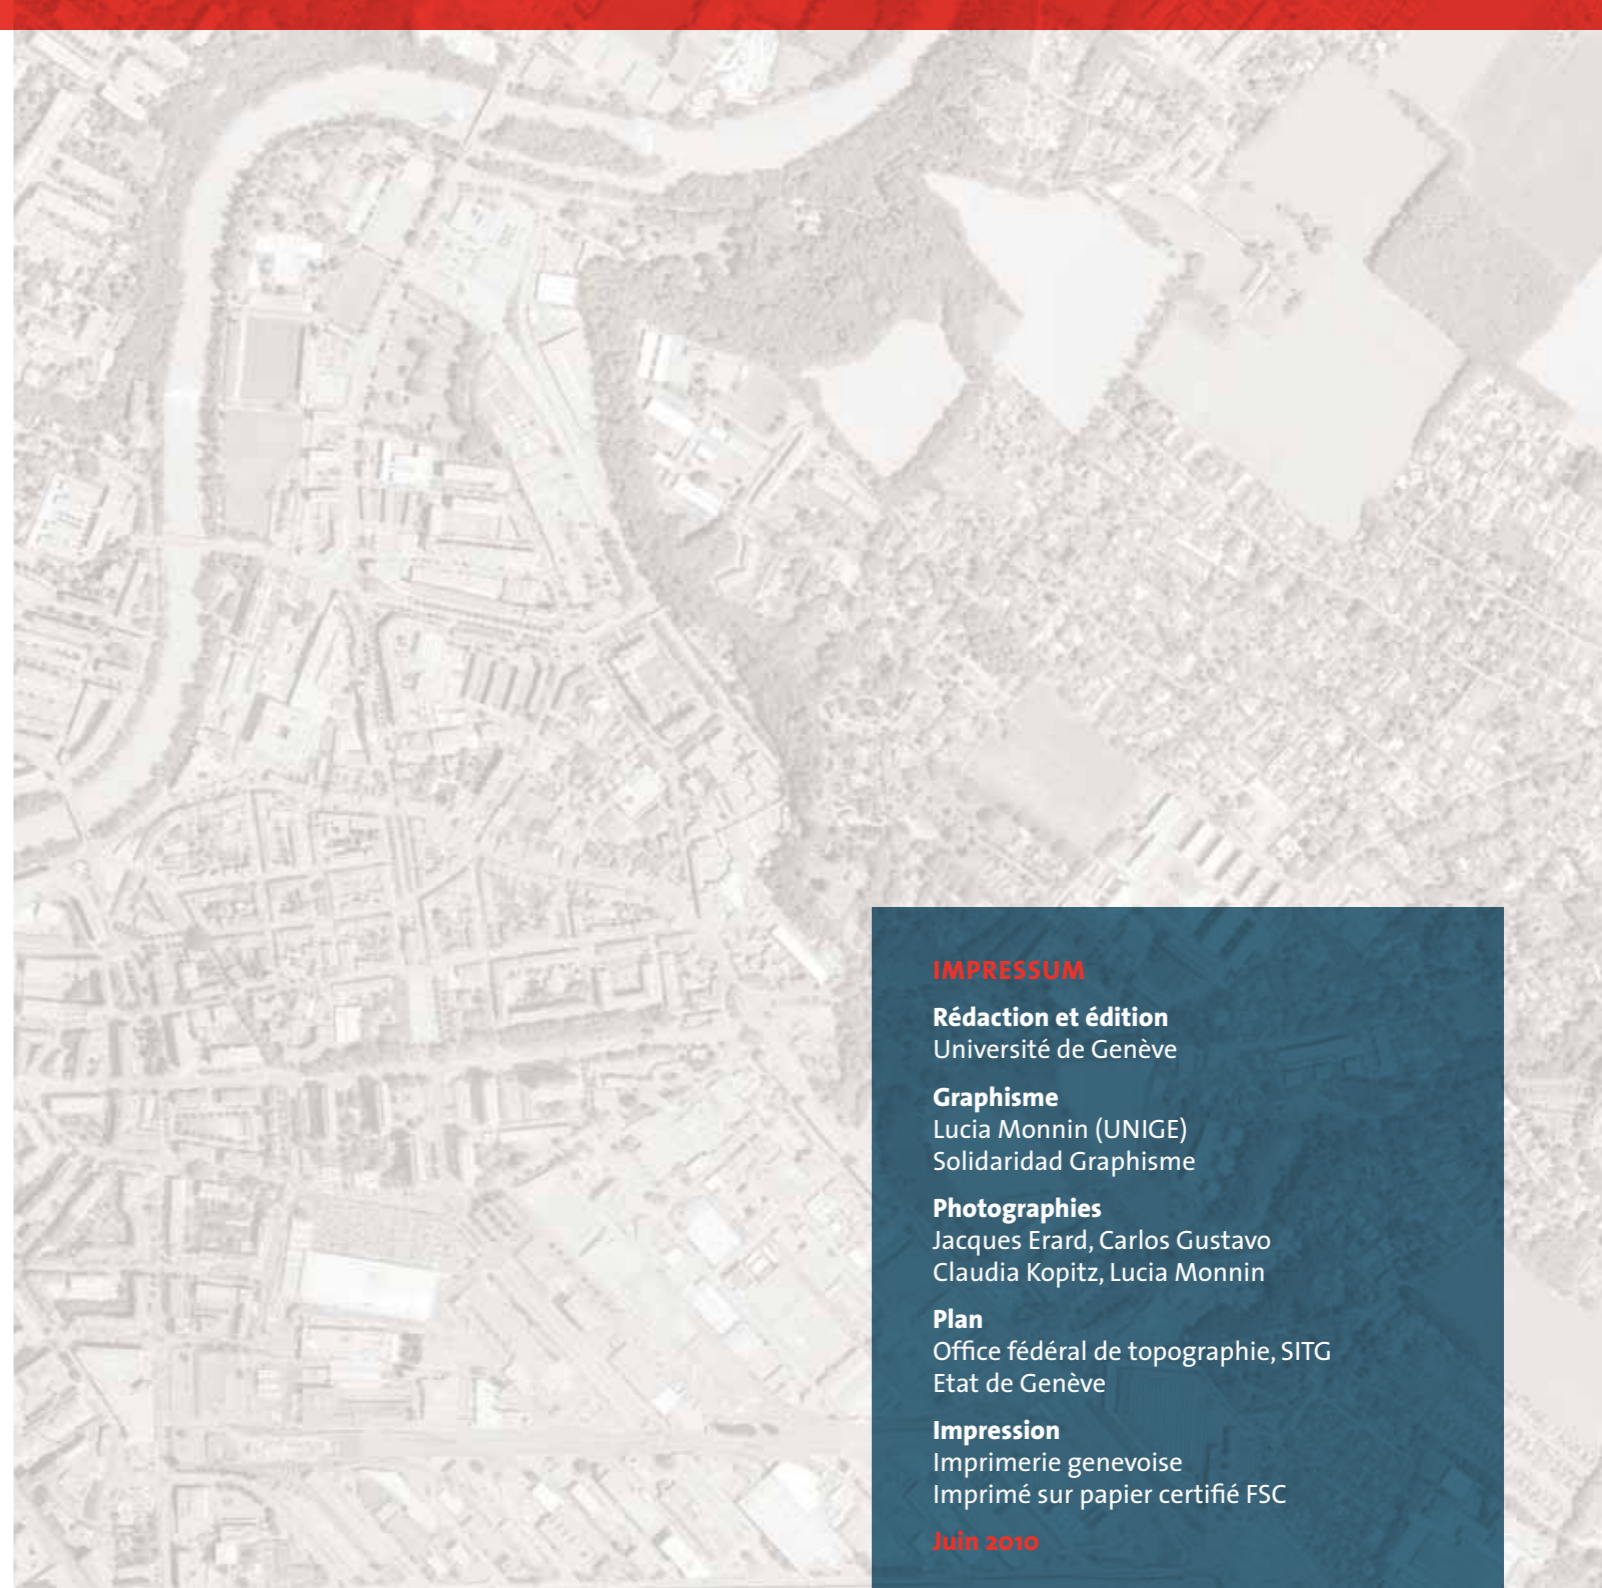 IMPRESSUM
Rédaction et édition
Université de Genève
Graphisme
Lucia Monnin (UNIGE)
Solidaridad Graphisme
Photographies
Jacques Erard, Carlos Gustavo
Claudia Kopitz, Lucia Monnin
Plan
Office fédéral de topographie, SITG
Etat de Genève
Impression
Imprimerie genevoise
Imprimé sur papier certifié FSC
Juin 2010